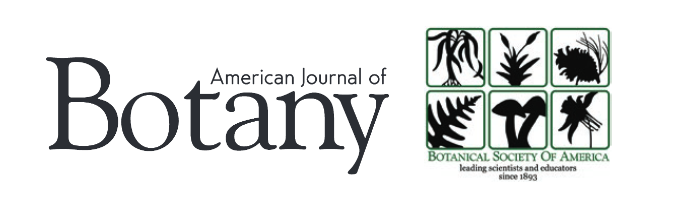 American Journal of
Botany
BOTANICAL SOCIETY OF AMERICA
leading scientists and educators
since 1893